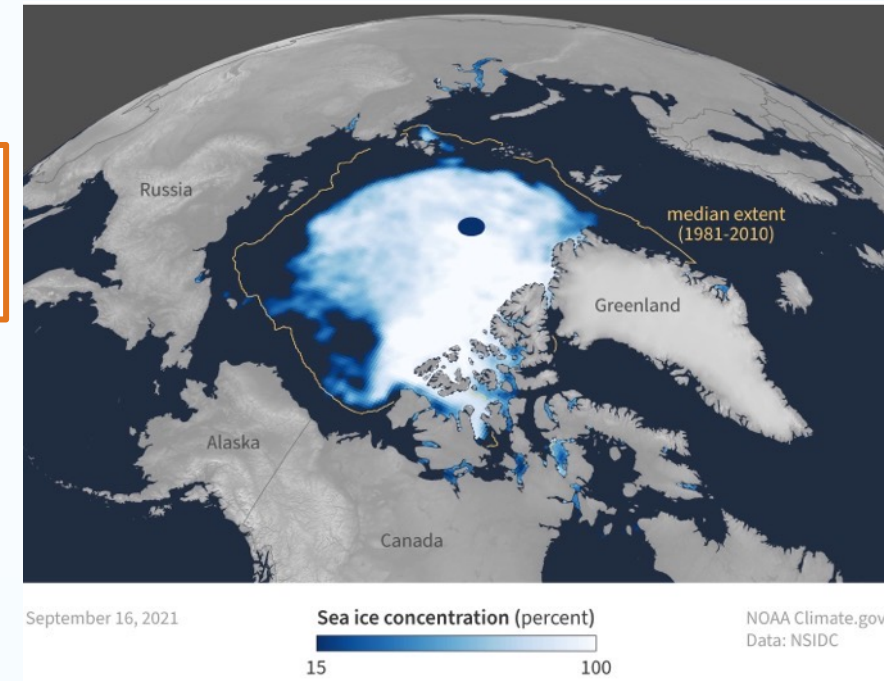 Russia
median extent
(1981-2010)
Greenland
Alaska
Canada
September 16, 2021
Sea ice concentration (percent)
15 100
NOAA Climate.gov
Data: NSIDC